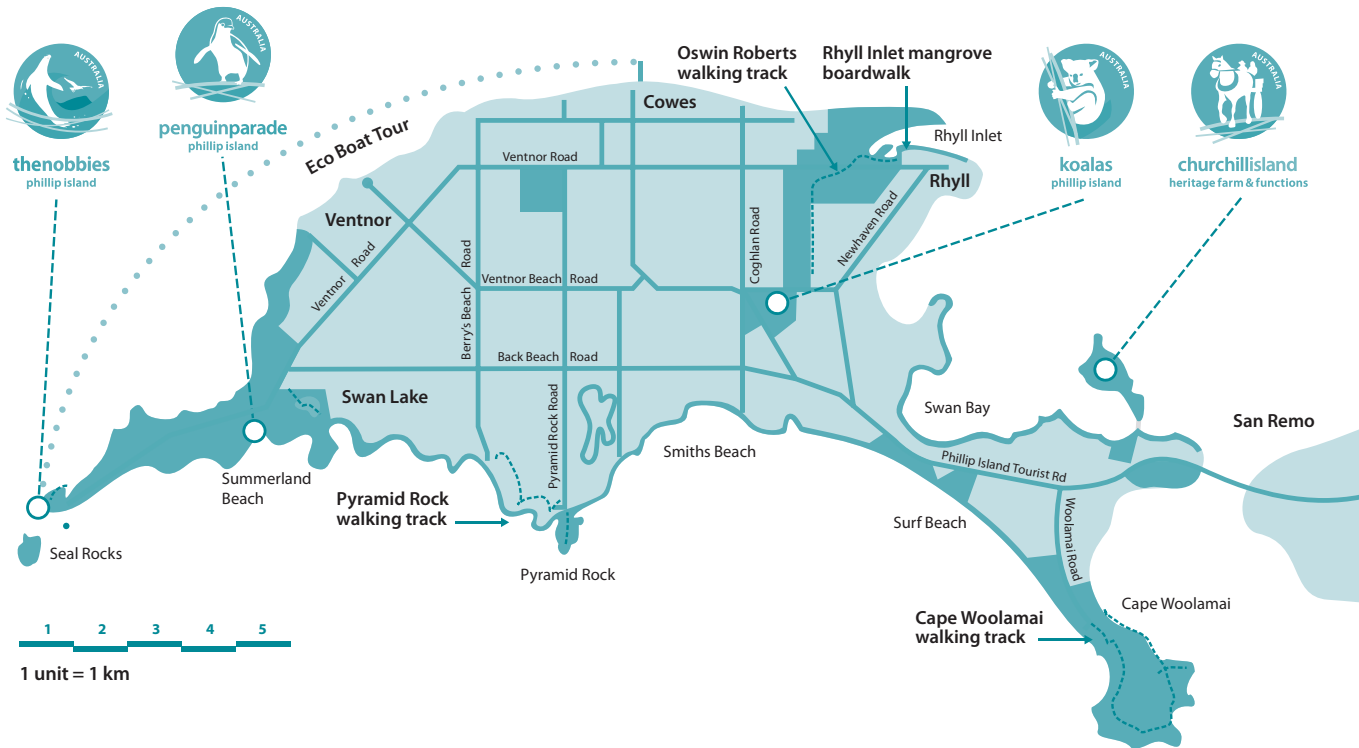 AUSTRALIA
thenobbies
phillip island
AUSTRALIA
penguinparade
phillip island
Eco Boat Tour
Oswin Roberts
walking track
Rhyll Inlet mangrove
boardwalk
AUSTRALIA
koalas
phillip island
AUSTRALIA
churchillisland
heritage farm & functions
Cowes
Rhyll Inlet
Ventnor Road
Rhyll
Ventnor
Ventnor Road
Berry's Beach Road
Ventnor Beach Road
Coghlan Road
Newhaven Road
Back Beach Road
Swan Lake
Pyramid Rock Road
Swan Bay
San Remo
Smiths Beach
Phillip Island Tourist Rd
Summerland
Beach
Pyramid Rock
walking track
Surf Beach
Woolamai Road
Seal Rocks
Pyramid Rock
Cape Woolamai
Cape Woolamai
walking track
1 2 3 4 5
1 unit = 1 km